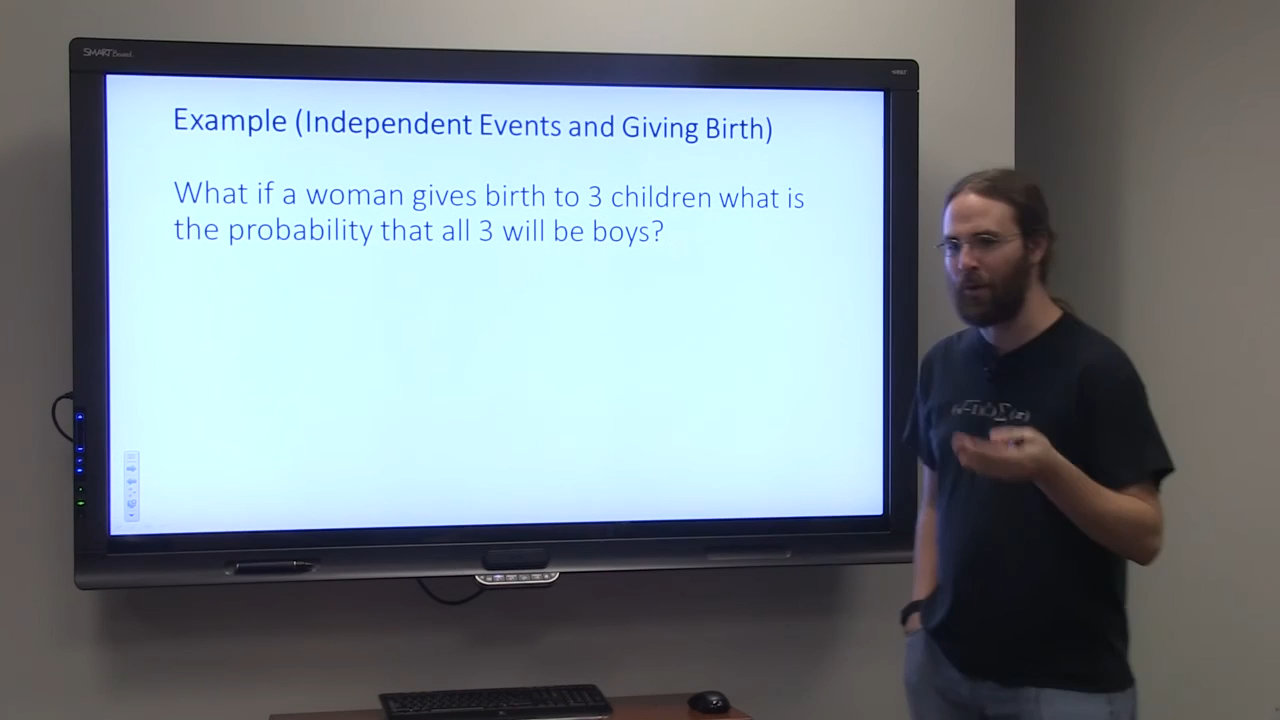 SMART Board
Example (Independent Events and Giving Birth)
What if a woman gives birth to 3 children what is
the probability that all 3 will be boys?